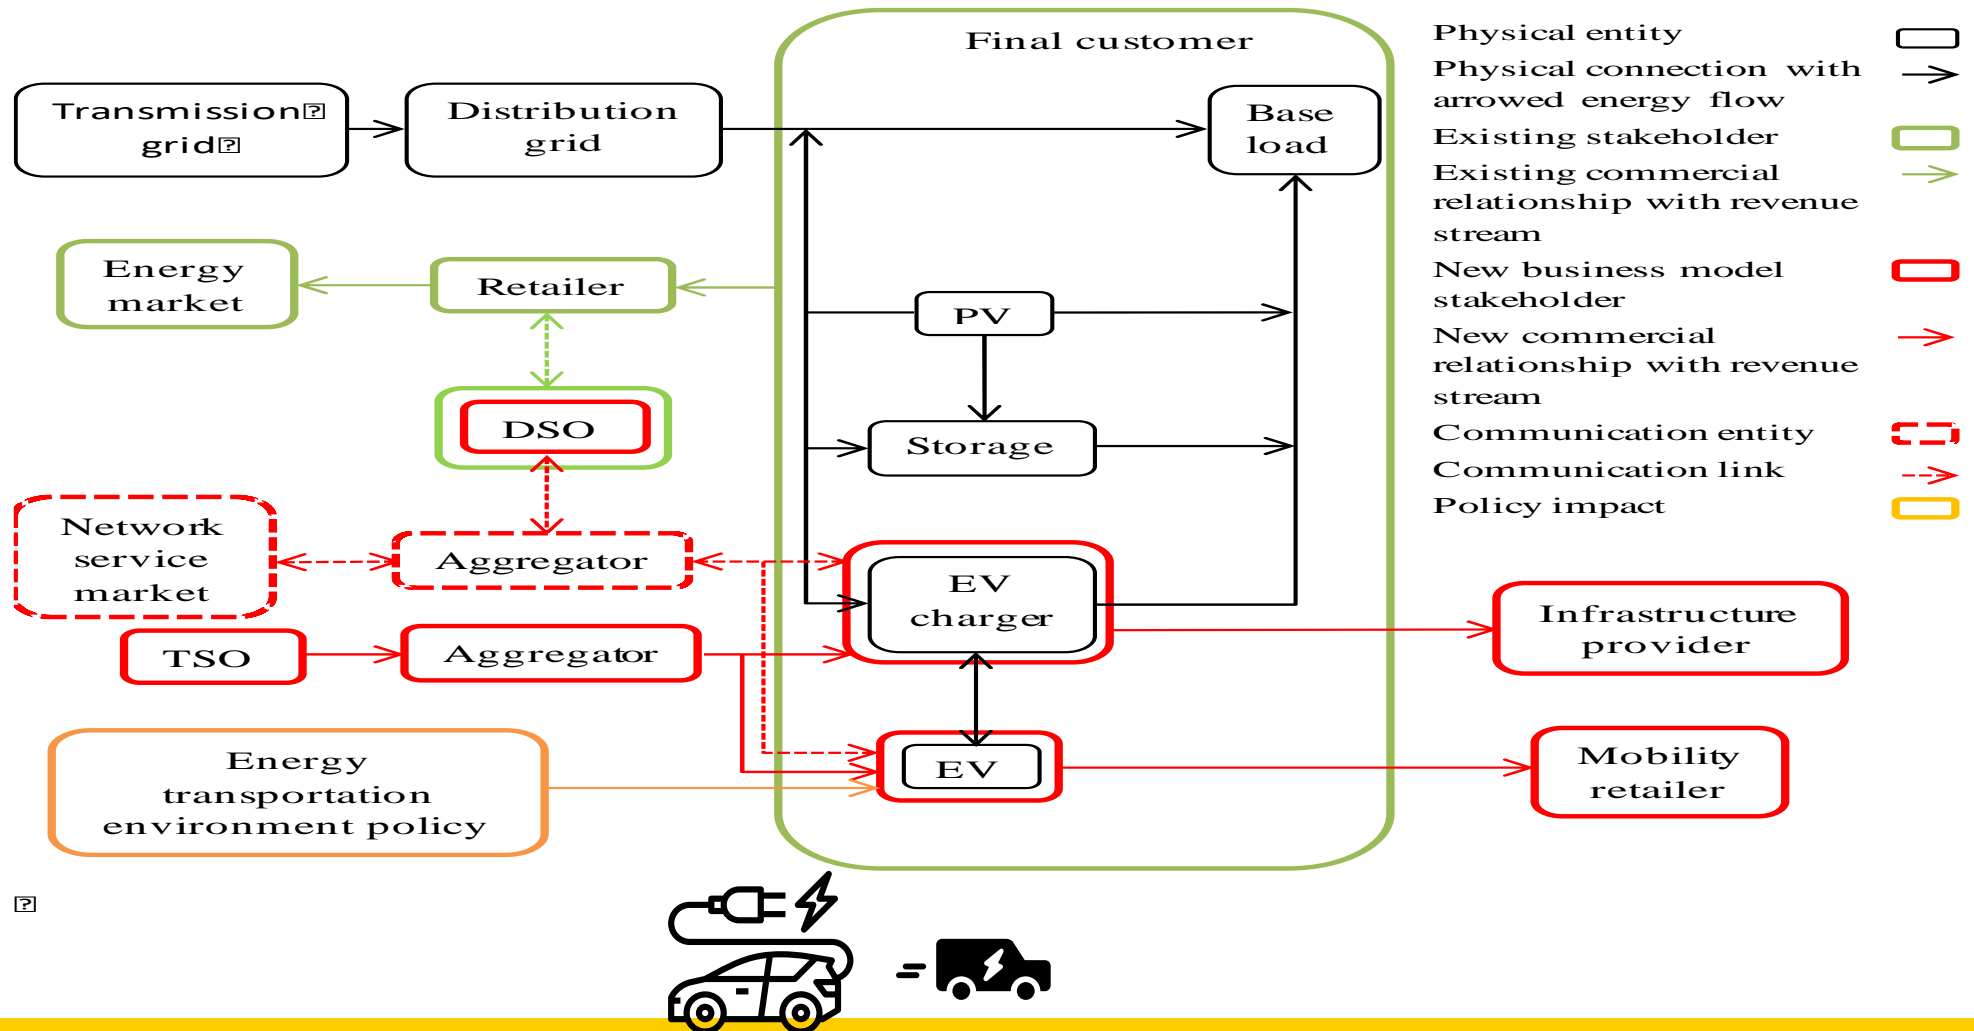 Final customer
Transmission
grid
Distribution
grid
Base
load
Energy
market
Retailer
PV
DSO
Storage
Network
service
market
Aggregator
EV
charger
TSO
Aggregator
Infrastructure
provider
Energy
transportation
environment policy
EV
Mobility
retailer
Physical entity
Physical connection with
arrowed energy flow
Existing stakeholder
Existing commercial
relationship with revenue
stream
New business model
stakeholder
New commercial
relationship with revenue
stream
Communication entity
Communication link
Policy impact